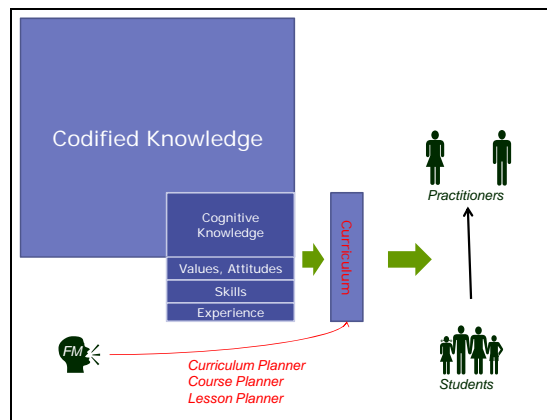 Codified Knowledge
Cognitive
Knowledge
Values, Attitudes
Skills
Experience
Curriculum
Practitioners
FM
Curriculum Planner
Course Planner
Lesson Planner
Students